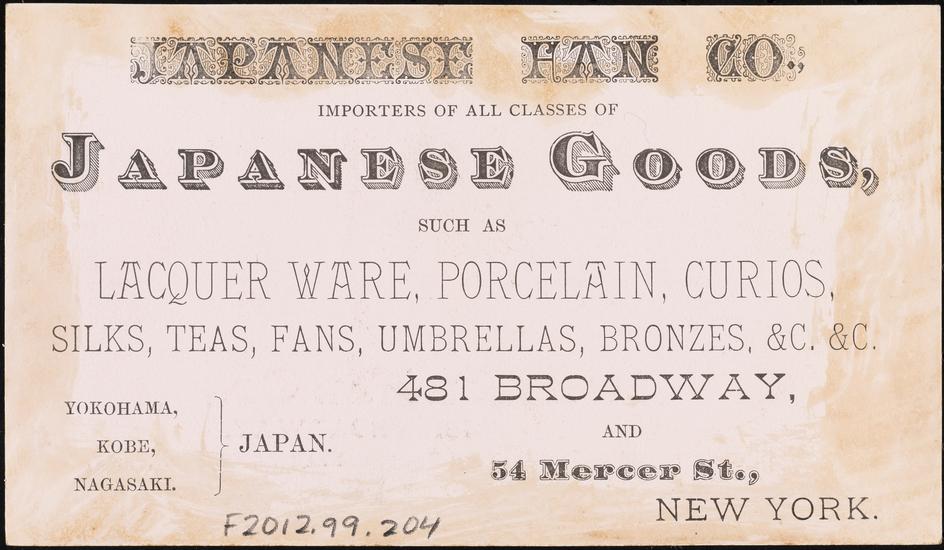 JAPANESE FAN CO.,
IMPORTERS OF ALL CLASSES OF
JAPANESE GOODS,
SUCH AS
LACQUER WARE, PORCELAIN, CURIOS,
SILKS, TEAS, FANS, UMBRELLAS, BRONZES, &C. &C.
481 BROADWAY,
AND
54 Mercer St.,
NEW YORK.
YOKOHAMA,
KOBE,
NAGASAKI.
JAPAN.
F2012.99.204